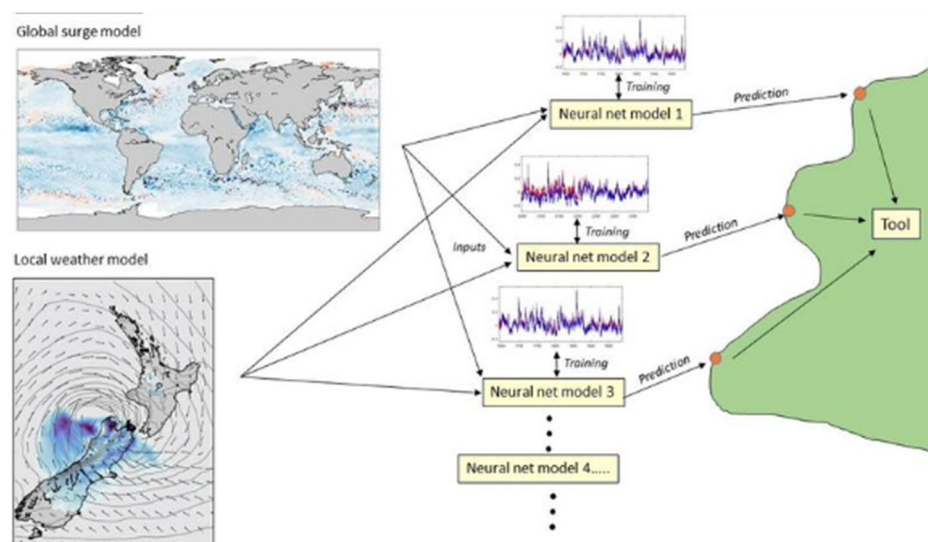 Global surge model
Training
Neural net model 1
Prediction
Training
Inputs
Neural net model 2
Prediction
Tool
Local weather model
Training
Neural net model 3
Prediction
Neural net model 4.....